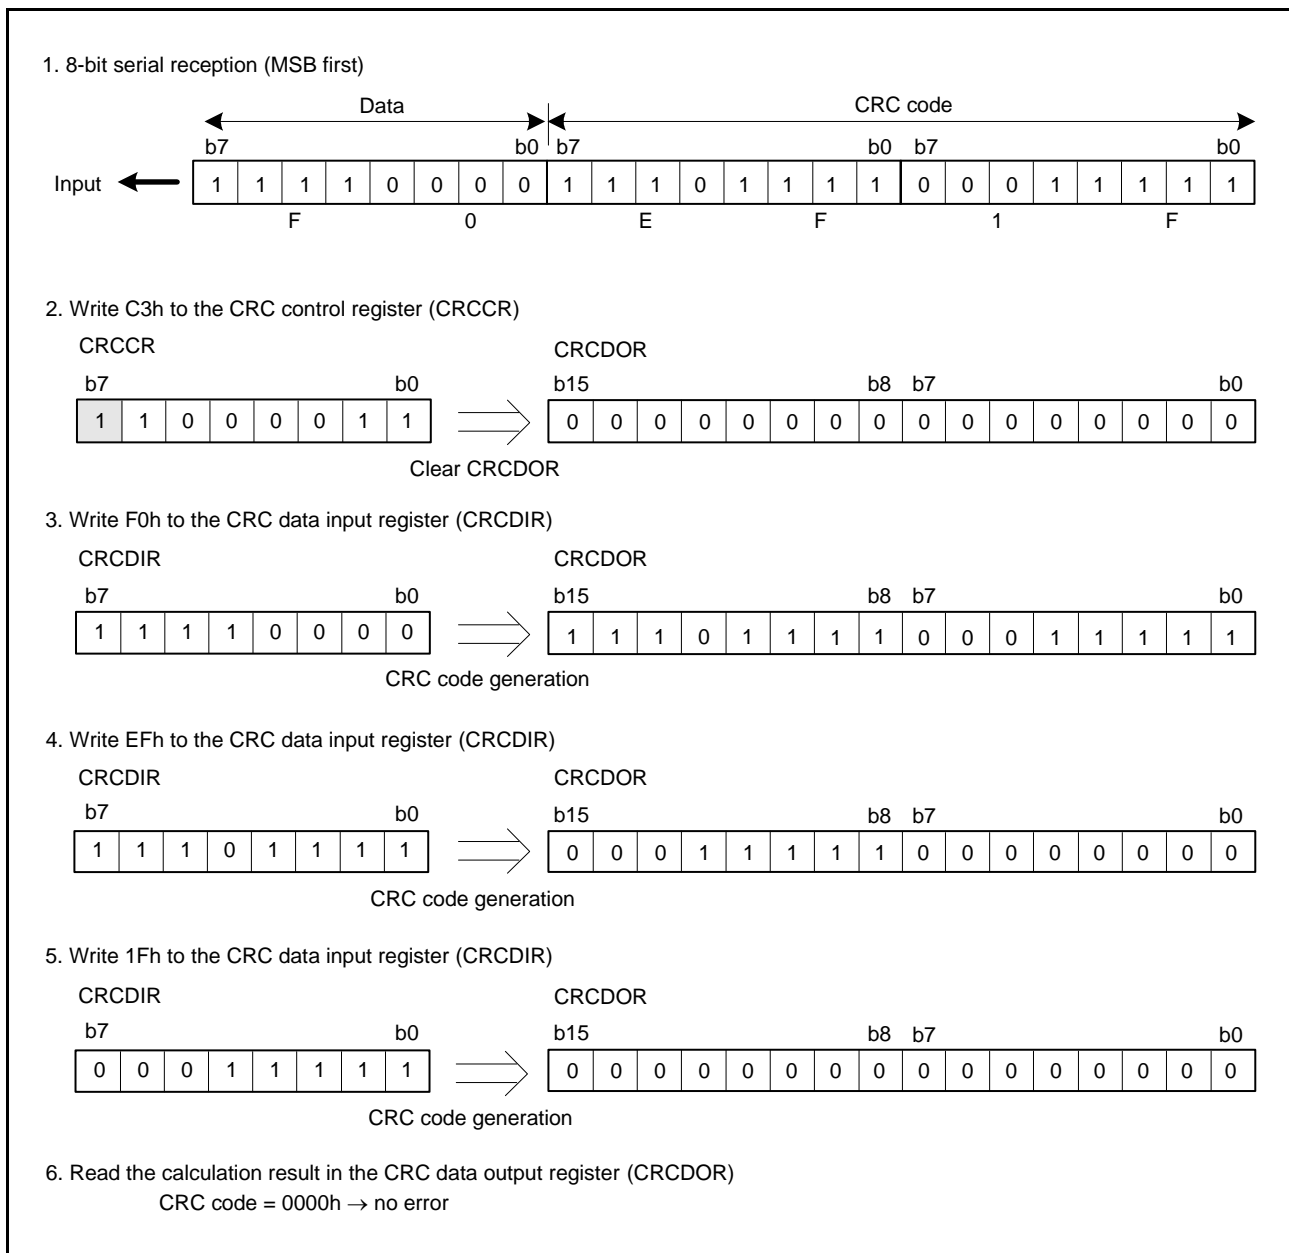 1. 8-bit serial reception (MSB first)
Data CRC code
b7 b0 b7 b0 b7 b0
Input 1 1 1 1 0 0 0 0 1 1 1 0 1 1 1 1 0 0 0 1 1 1 1 1
F 0 E F 1 F
2. Write C3h to the CRC control register (CRCCR)
CRCCR CRCDOR
b7 b0 b15 b8 b7 b0
1 1 0 0 0 0 1 1 0 0 0 0 0 0 0 0 0 0 0 0 0 0 0 0
Clear CRCDOR
3. Write F0h to the CRC data input register (CRCDIR)
CRCDIR CRCDOR
b7 b0 b15 b8 b7 b0
1 1 1 1 0 0 0 0 1 1 1 0 1 1 1 1 0 0 0 1 1 1 1 1
CRC code generation
4. Write EFh to the CRC data input register (CRCDIR)
CRCDIR CRCDOR
b7 b0 b15 b8 b7 b0
1 1 1 0 1 1 1 1 0 0 0 1 1 1 1 1 0 0 0 0 0 0 0 0
CRC code generation
5. Write 1Fh to the CRC data input register (CRCDIR)
CRCDIR CRCDOR
b7 b0 b15 b8 b7 b0
0 0 0 1 1 1 1 1 0 0 0 0 0 0 0 0 0 0 0 0 0 0 0 0
CRC code generation
6. Read the calculation result in the CRC data output register (CRCDOR)
CRC code = 0000h → no error